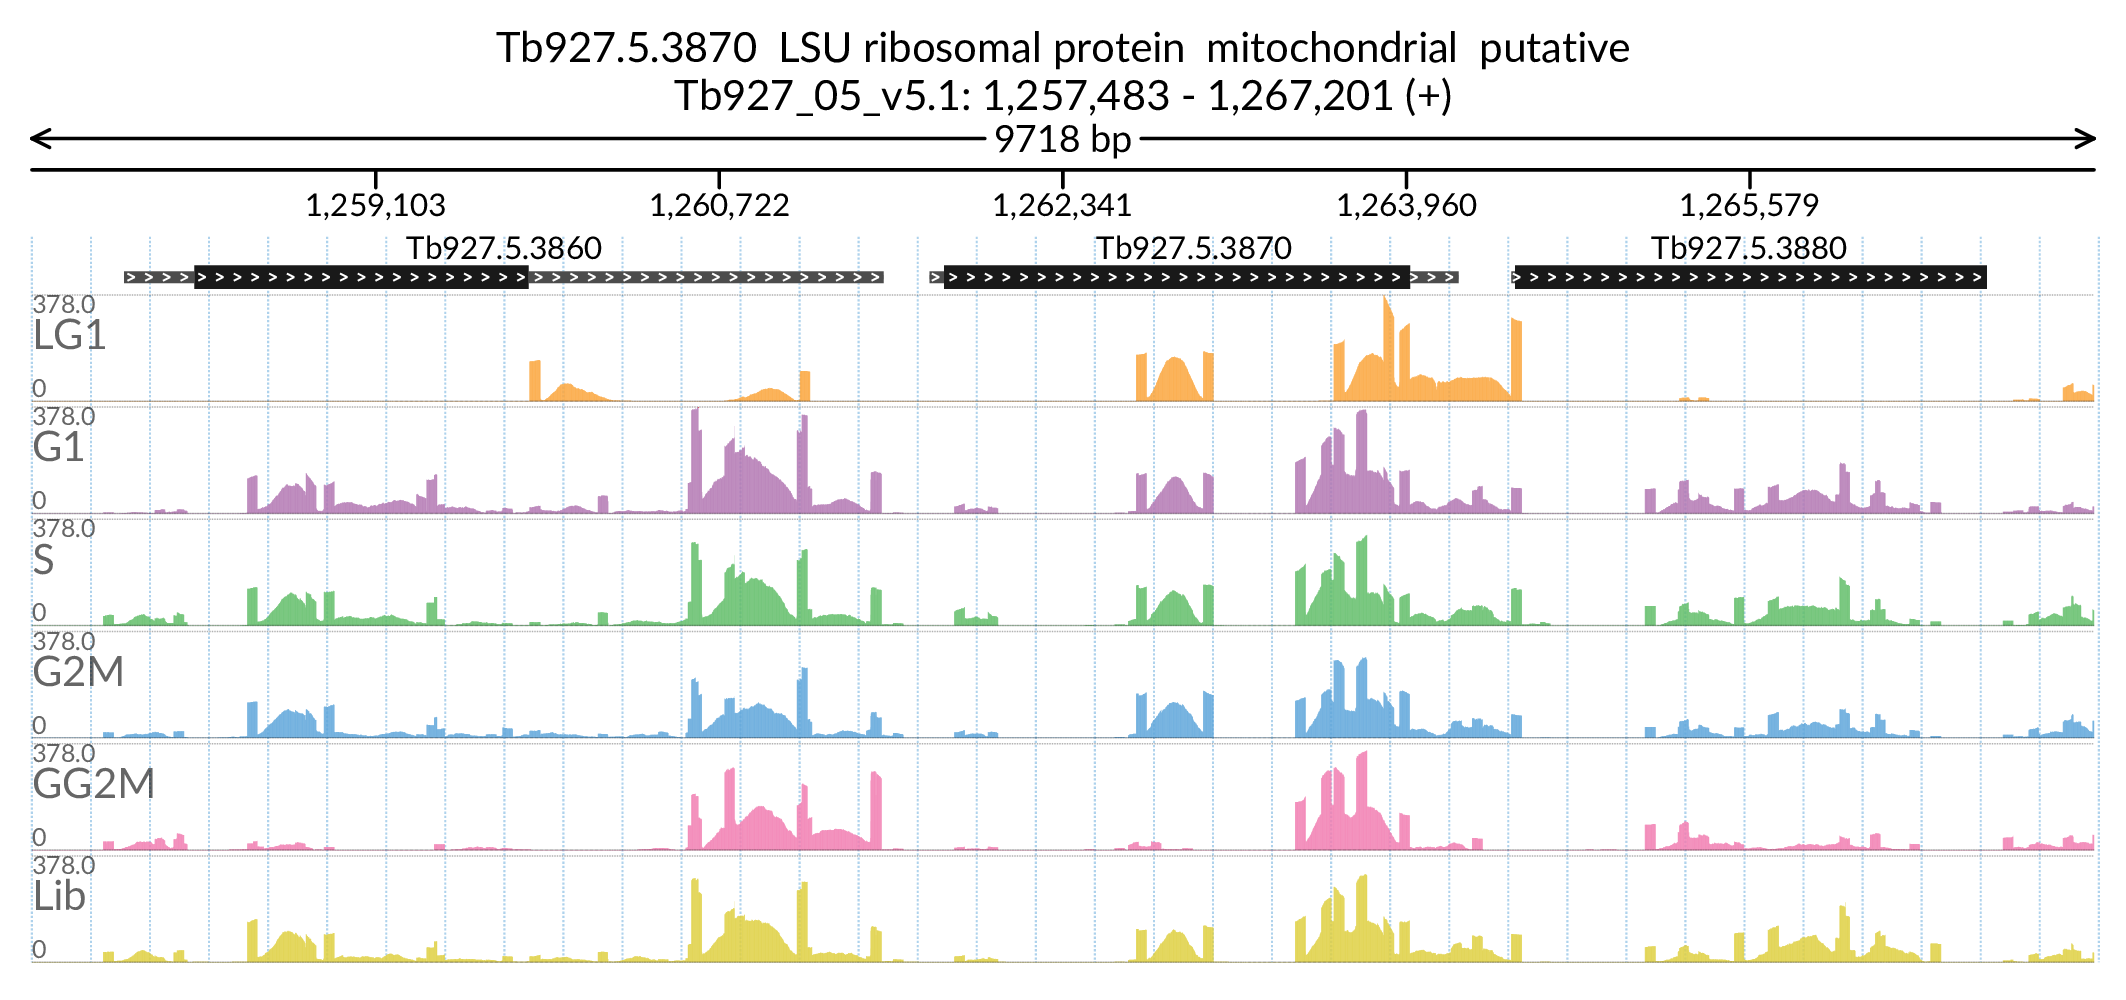 Tb927.5.3870  LSU ribosomal protein  mitochondrial  putative
Tb927_05_v5.1: 1,257,483 - 1,267,201 (+)
9718 bp
1,259,103 1,260,722 1,262,341 1,263,960 1,265,579
Tb927.5.3860 Tb927.5.3870 Tb927.5.3880
378.0
LG1
0
378.0
G1
0
378.0
S
0
378.0
G2M
0
378.0
GG2M
0
378.0
Lib
0